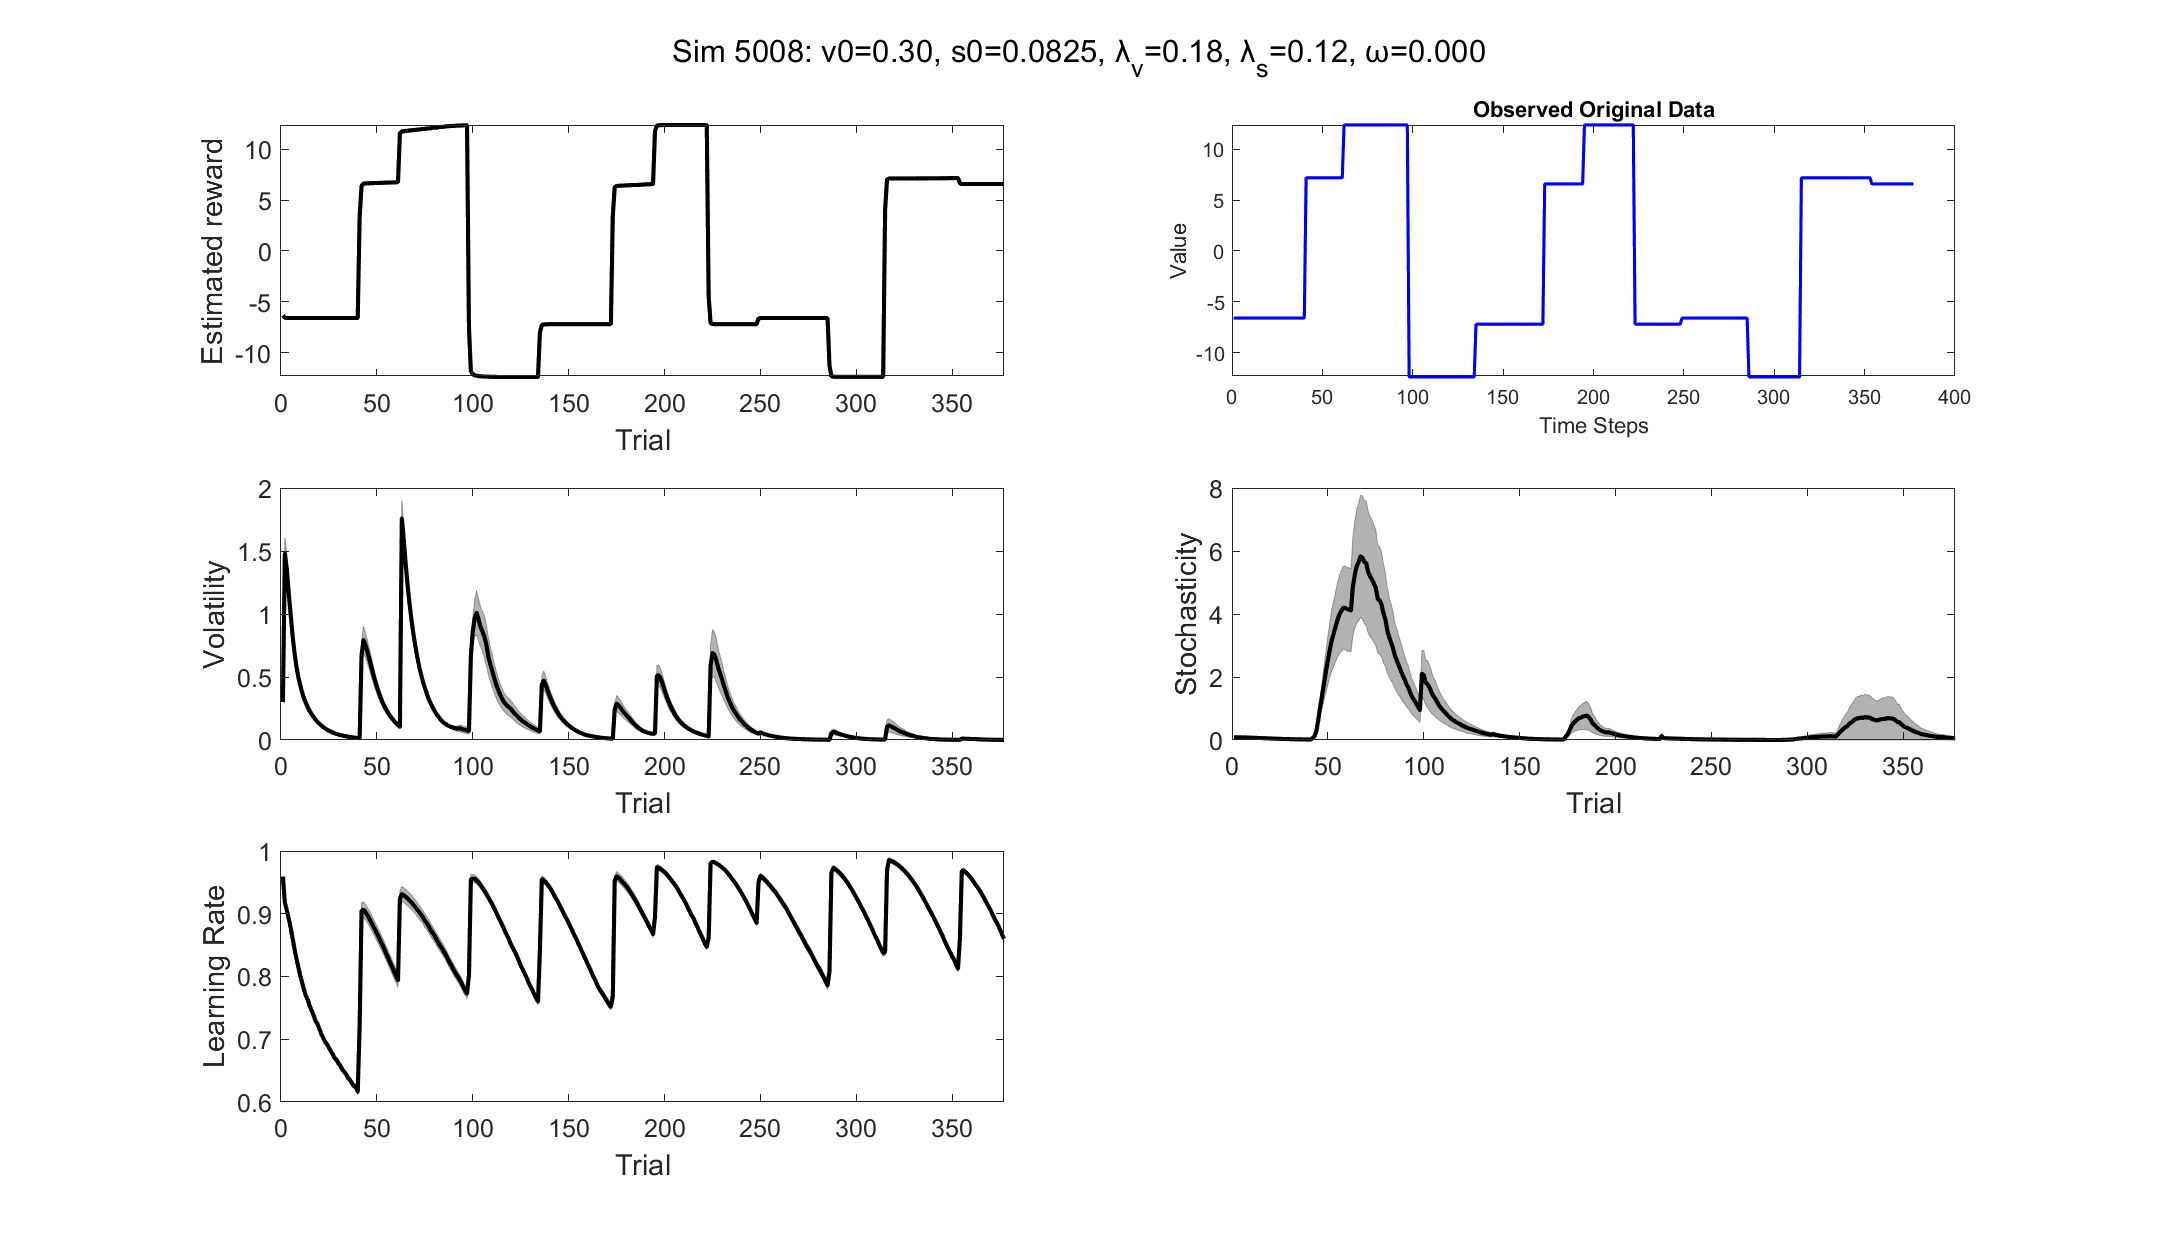 Sim 5008: v0=0.30, s0=0.0825, λv=0.18, λs=0.12, ω=0.000
Estimated reward
10
5
0
-5
-10
0 50 100 150 200 250 300 350
Trial
Observed Original Data
Value
10
5
0
-5
-10
0 50 100 150 200 250 300 350 400
Time Steps
Volatility
2
1.5
1
0.5
0
0 50 100 150 200 250 300 350
Trial
Stochasticity
8
6
4
2
0
0 50 100 150 200 250 300 350
Trial
Learning Rate
1
0.9
0.8
0.7
0.6
0 50 100 150 200 250 300 350
Trial